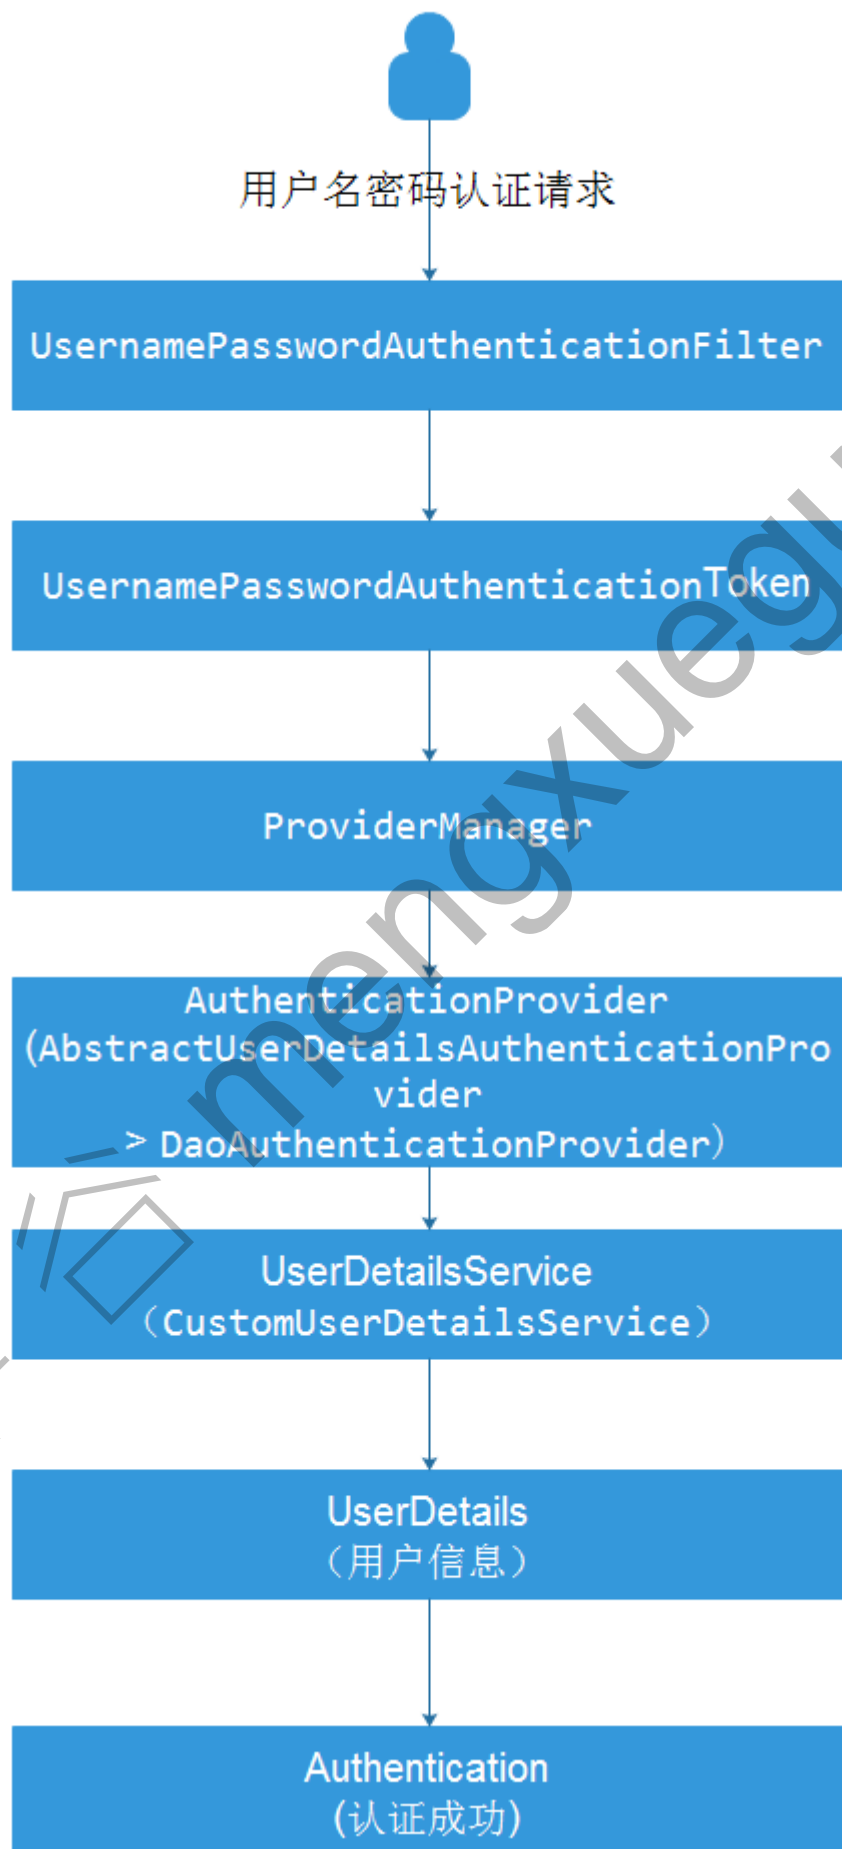 用户名密码认证请求
UsernamePasswordAuthenticationFilter
UsernamePasswordAuthenticationToken
ProviderManager
AuthenticationProvider
(AbstractUserDetailsAuthenticationPro
vider
> DaoAuthenticationProvider）
UserDetailsService
（CustomUserDetailsService）
UserDetails
（用户信息）
Authentication
(认证成功)
mengxuegu